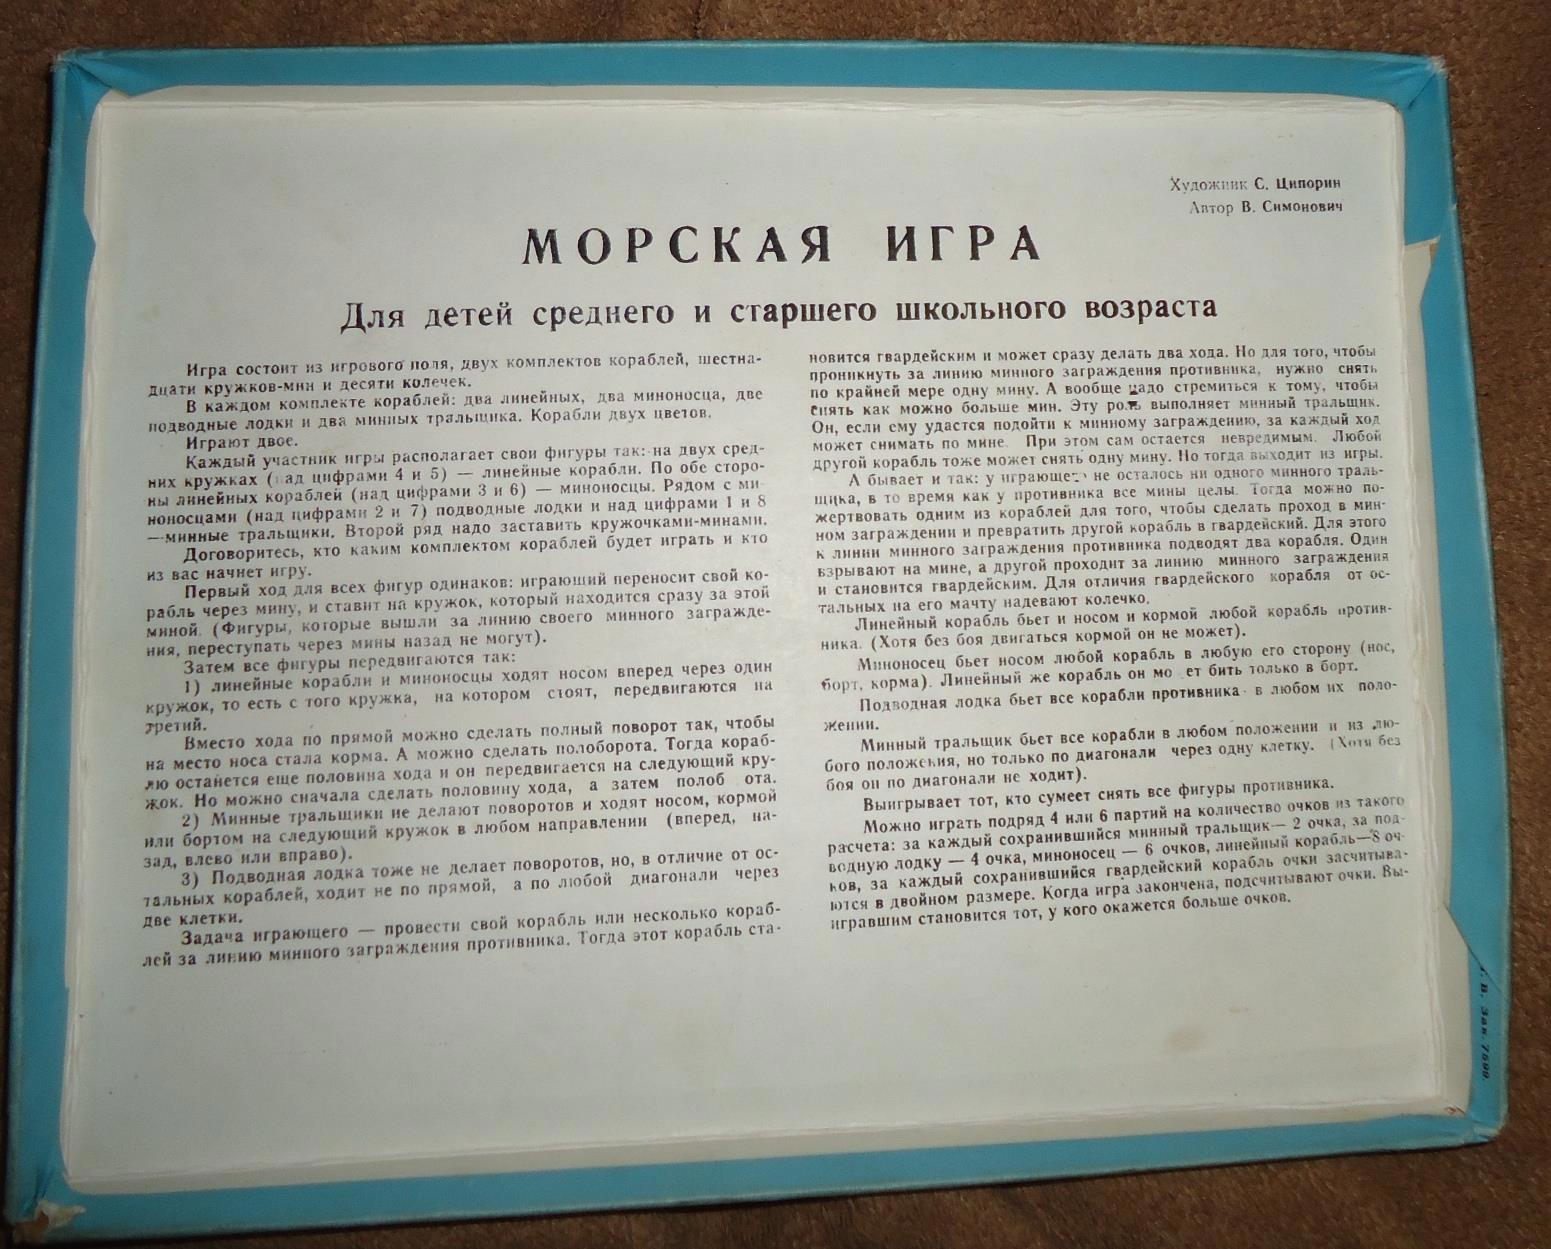 Художник С. Ципорин
Автор В. Симонович
МОРСКАЯ ИГРА
Для детей среднего и старшего школьного возраста
Игра состоит из игрового поля, двух комплектов кораблей, шестна-
дцати кружков-мин и десяти колечек.
В каждом комплекте кораблей: два линейных, два миноносца, две
подводные лодки и два минных тральщика. Корабли двух цветов.
Играют двое.
Каждый участник игры располагает свои фигуры так: на двух сред-
них кружках (над цифрами 4 и 5) — линейные корабли. По обе сторо-
ны линейных кораблей (над цифрами 3 и 6) — миноносцы. Рядом с ми
ноносцами (над цифрами 2 и 7) подводные лодки и над цифрами 1 и 8
—минные тральщики. Второй ряд надо заставить кружочками-минами.
Договоритесь, кто каким комплектом кораблей будет играть и кто
из вас начнет игру.
Первый ход для всех фигур одинаков: играющий переносит свой ко-
рабль через мину, и ставит на кружок, который находится сразу за этой
миной. (Фигуры, которые вышли за линию своего минного загражде-
ния, переступать через мины назад не могут).
Затем все фигуры передвигаются так:
1) линейные корабли и миноносцы ходят носом вперед через один
кружок, то есть с того кружка, на котором стоят, передвигаются на
третий.
Вместо хода по прямой можно сделать полный поворот так, чтобы
на место носа стала корма. А можно сделать полоборота. Тогда кораб-
лю останется еще половина хода и он передвигается на следующий кру-
жок. Но можно сначала сделать половину хода, а затем полоб ота.
2) Минные тральщики не делают поворотов и ходят носом, кормой
или бортом на следующий кружок в любом направлении (вперед, на-
зад, влево или вправо).
3) Подводная лодка тоже не делает поворотов, но, в отличие от ос-
тальных кораблей, ходит не по прямой, а по любой диагонали через
две клетки.
Задача играющего — провести свой корабль или несколько кораб-
лей за линию минного заграждения противника. Тогда этот корабль ста-
новится гвардейским и может сразу делать два хода. Но для того, чтобы
проникнуть за линию минного заграждения противника, нужно снять
по крайней мере одну мину. А вообще надо стремиться к тому, чтобы
снять как можно больше мин. Эту роль выполняет минный тральщик.
Он, если ему удастся подойти к минному заграждению, за каждый ход
может снимать по мине. При этом сам остается невредимым. Любой
другой корабль тоже может снять одну мину. Но тогда выходит из игры.
А бывает и так: у играющего не осталось ни одного минного траль-
щика, в то время как у противника все мины целы. Тогда можно по-
жертвовать одним из кораблей для того, чтобы сделать проход в мин-
ном заграждении и превратить другой корабль в гвардейский. Для этого
к линии минного заграждения противника подводят два корабля. Один
взрывают на мине, а другой проходит за линию минного заграждения
и становится гвардейским. Для отличия гвардейского корабля от ос-
тальных на его мачту надевают колечко.
Линейный корабль бьет и носом и кормой любой корабль против-
ника. (Хотя без боя двигаться кормой он не может).
Миноносец бьет носом любой корабль в любую его сторону (нос,
борт, корма). Линейный же корабль он мо ет бить только в борт.
Подводная лодка бьет все корабли противника в любом их поло-
жении.
Минный тральщик бьет все корабли в любом положении и из лю-
бого положения, но только по диагонали через одну клетку. (Хотя без
боя он по диагонали не ходит).
Выигрывает тот, кто сумеет снять все фигуры противника.
Можно играть подряд 4 или 6 партий на количество очков из такого
расчета: за каждый сохранившийся минный тральщик— 2 очка, за под-
водную лодку — 4 очка, миноносец — 6 очков, линейный корабль—8 оч-
ков, за каждый сохранившийся гвардейский корабль очки засчитыва-
ются в двойном размере. Когда игра закончена, подсчитывают очки. Вы-
игравшим становится тот, у кого окажется больше очков.
В. Зак. 7599.